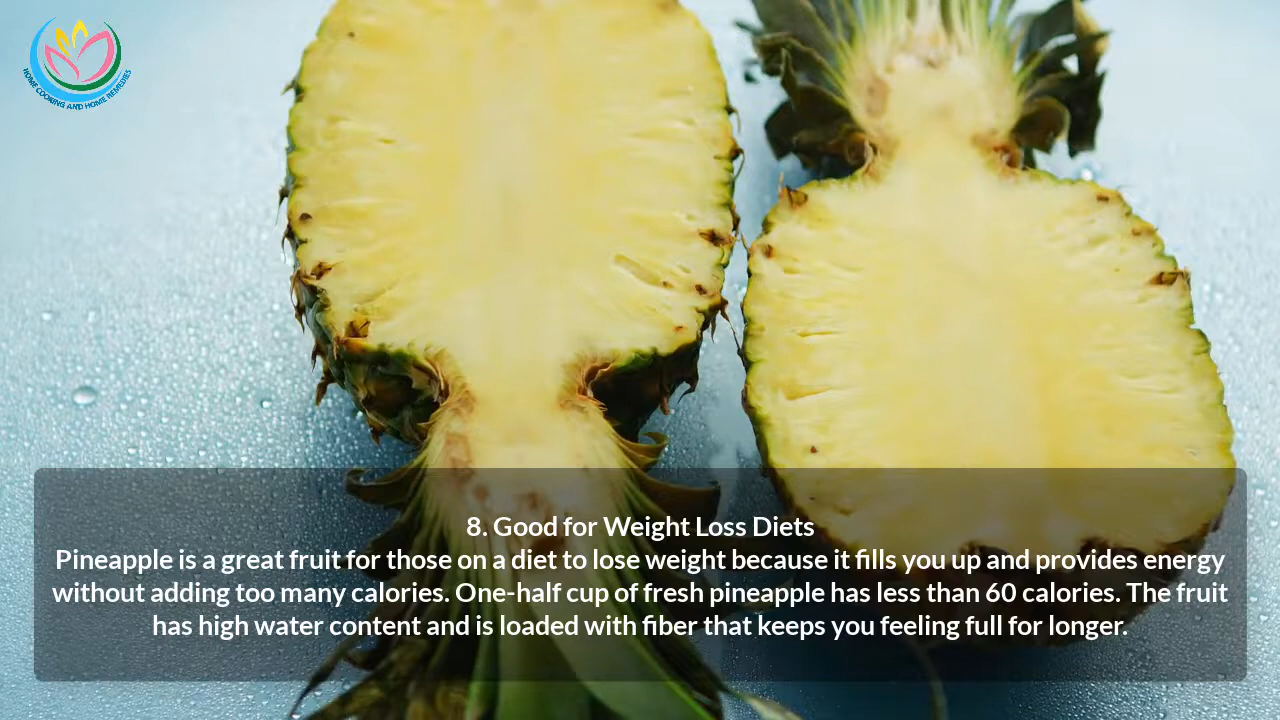 HOME COOKING AND HOME REMEDIES
8. Good for Weight Loss Diets
Pineapple is a great fruit for those on a diet to lose weight because it fills you up and provides energy
without adding too many calories. One-half cup of fresh pineapple has less than 60 calories. The fruit
has high water content and is loaded with fiber that keeps you feeling full for longer.